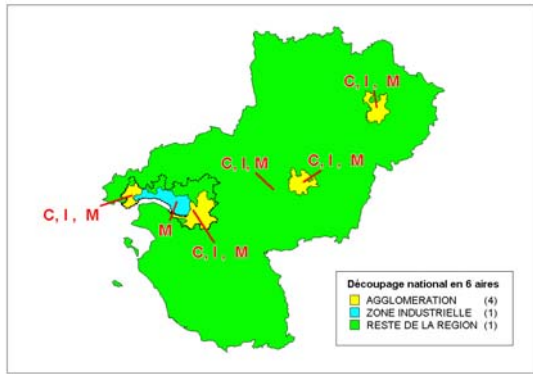 C, I, M
C, I, M
C, I, M
C, I, M
M
C, I, M
Découpage national en 6 aires
AGGLOMERATION (4)
ZONE INDUSTRIELLE (1)
RESTE DE LA REGION (1)